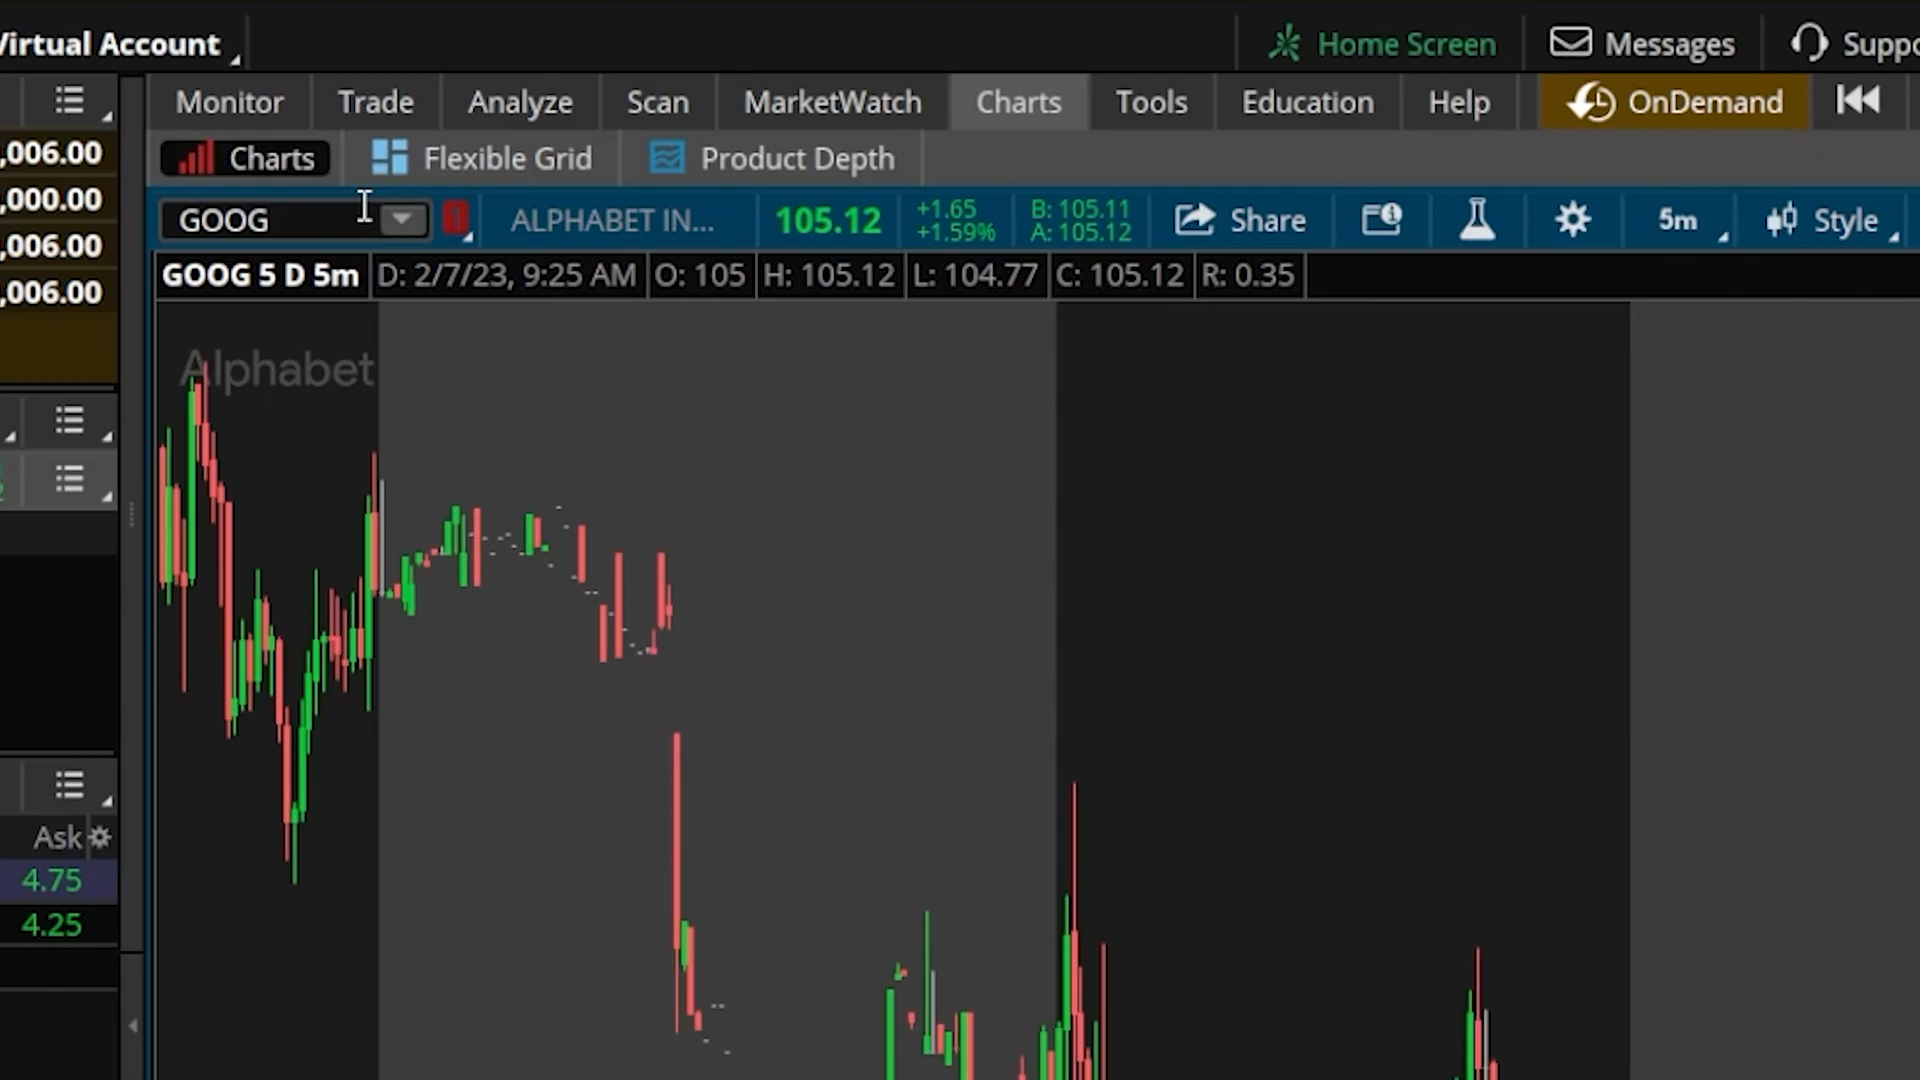 Virtual Account
Home Screen
Messages
Suppo
Monitor
Trade
Analyze
Scan
MarketWatch
Charts
Tools
Education
Help
OnDemand
,006.00
,000.00
,006.00
,006.00
Charts
Flexible Grid
Product Depth
GOOG
ALPHABET IN...
105.12
+1.65
+1.59%
B: 105.11
A: 105.12
Share
5m
Style
GOOG 5 D 5m
D: 2/7/23, 9:25 AM
O: 105
H: 105.12
L: 104.77
C: 105.12
R: 0.35
Alphabet
Ask
4.75
4.25